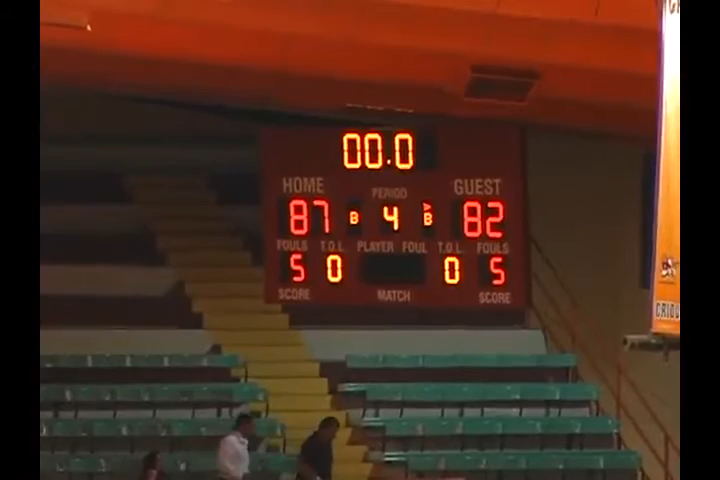 00.0
HOME GUEST
PERIOD
87 B 4 B 82
FOULS T.O.L. PLAYER FOUL T.O.L. FOULS
5 0 0 5
SCORE MATCH SCORE